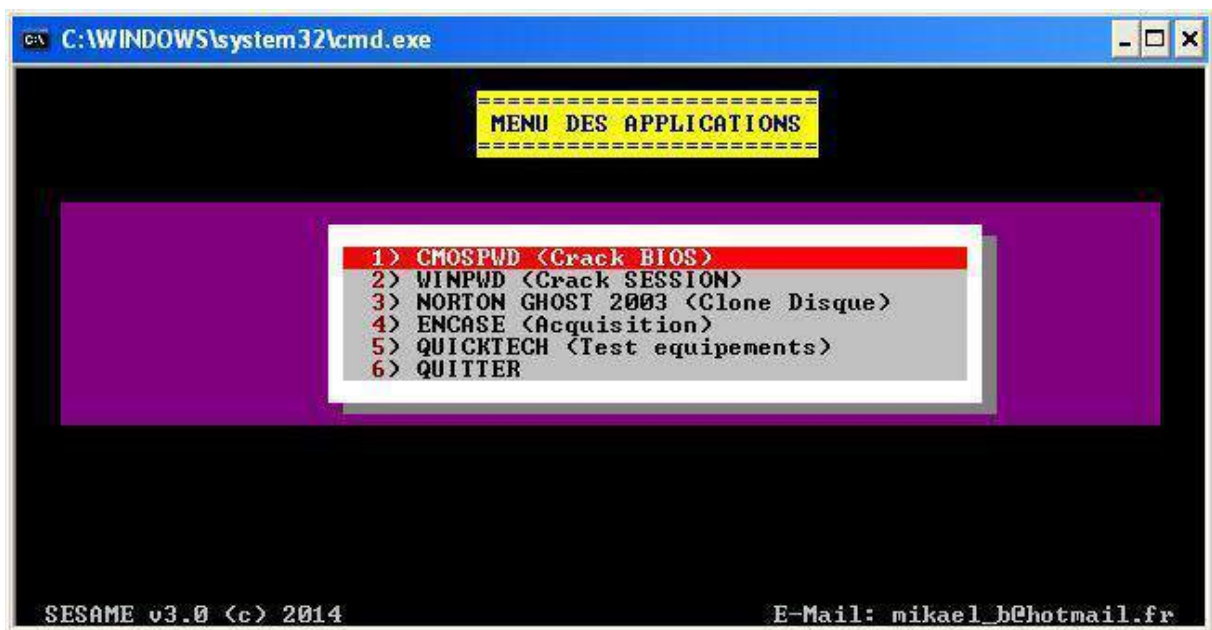 C:\WINDOWS\system32\cmd.exe
=======================
MENU DES APPLICATIONS
=======================
1) CMOSPWD (Crack BIOS)
2) WINPWD (Crack SESSION)
3) NORTON GHOST 2003 (Clone Disque)
4) ENCASE (Acquisition)
5) QUICKTECH (Test equipements)
6) QUITTER
SESAME v3.0 (c) 2014
E-Mail: mikael_b@hotmail.fr